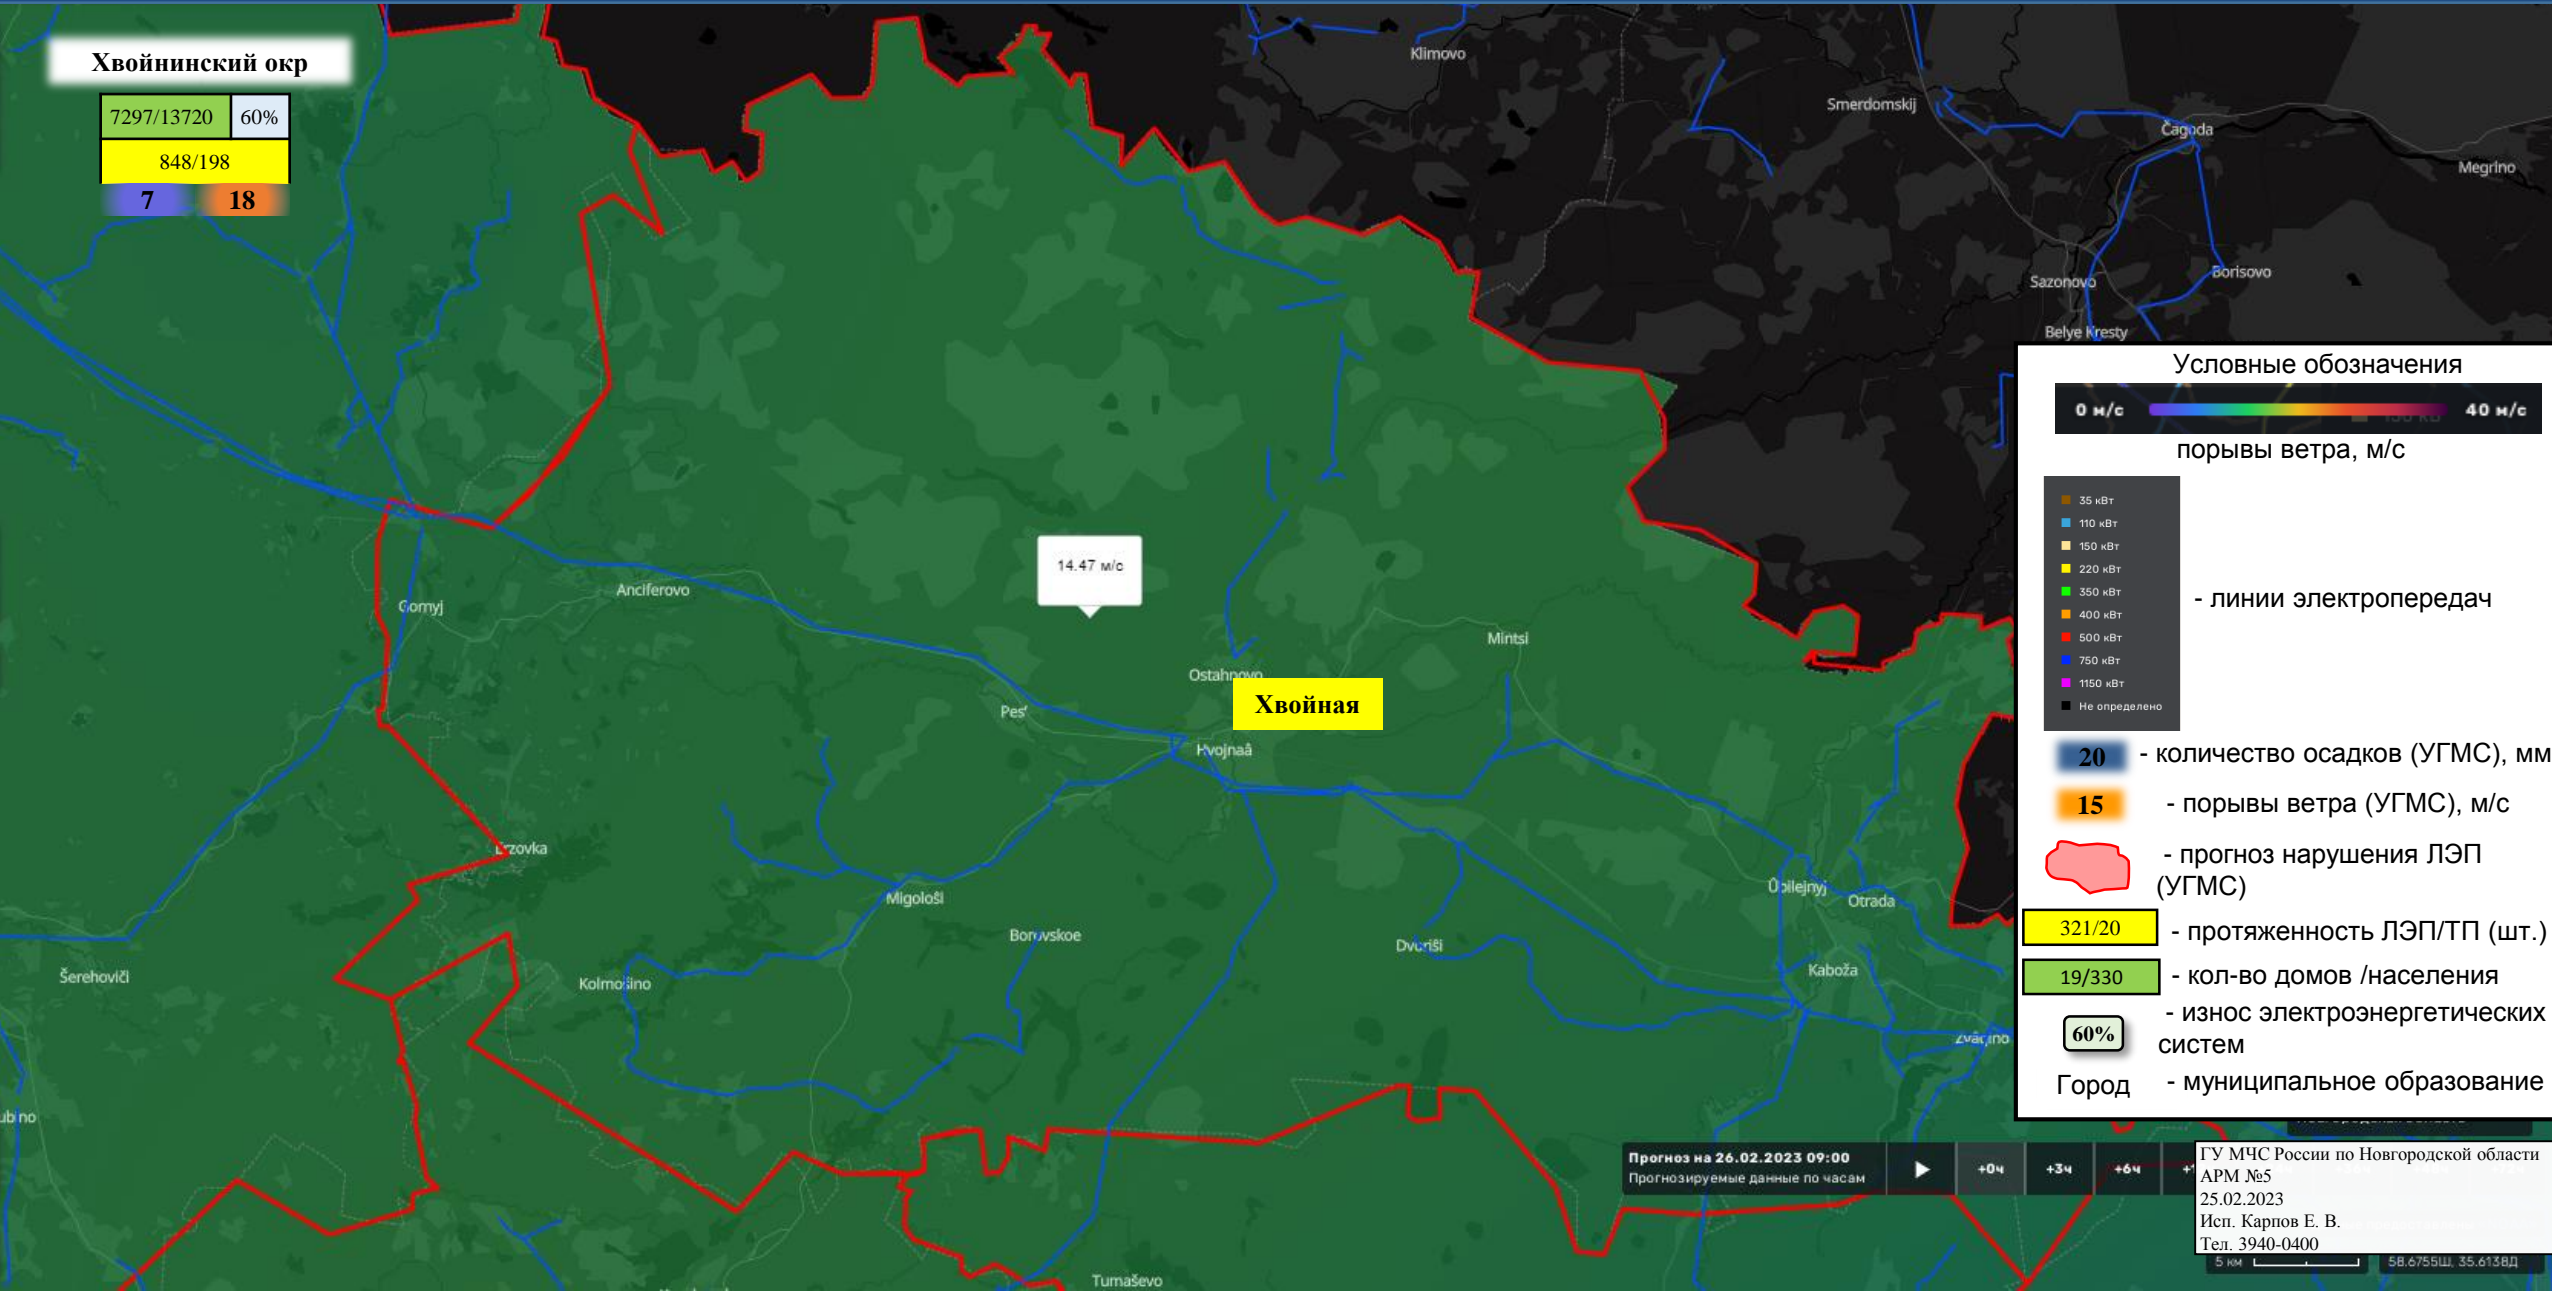 Хвойнинский окр
7297/13720 60%
848/198
7 18
Klimovo
Smerdomskij
Čagoda
Megrino
Sazonovo
Borisovo
Belye Kresty
Gornyj
Anciferovo
14.47 м/с
Mintsi
Ostahnovo
Хвойная
Pes'
Hvojnaâ
Migološi
Borovskoe
Dvoriši
Ûbilejnyj
Otrada
Kaboža
Šerehoviči
Kolmošino
Tumaševo
Условные обозначения
0 м/с 40 м/с
порывы ветра, м/с
35 кВт
110 кВт
150 кВт
220 кВт
350 кВт
400 кВт
500 кВт
750 кВт
1150 кВт
Не определено
- линии электропередач
20 - количество осадков (УГМС), мм
15 - порывы ветра (УГМС), м/с
- прогноз нарушения ЛЭП
(УГМС)
321/20 - протяженность ЛЭП/ТП (шт.)
19/330 - кол-во домов /населения
60% - износ электроэнергетических
систем
Город - муниципальное образование
Прогноз на 26.02.2023 09:00
Прогнозируемые данные по часам
+0ч +3ч +6ч
ГУ МЧС России по Новгородской области
АРМ №5
25.02.2023
Исп. Карпов Е. В.
Тел. 3940-0400
5 км 58.6755Ш, 35.6138Д